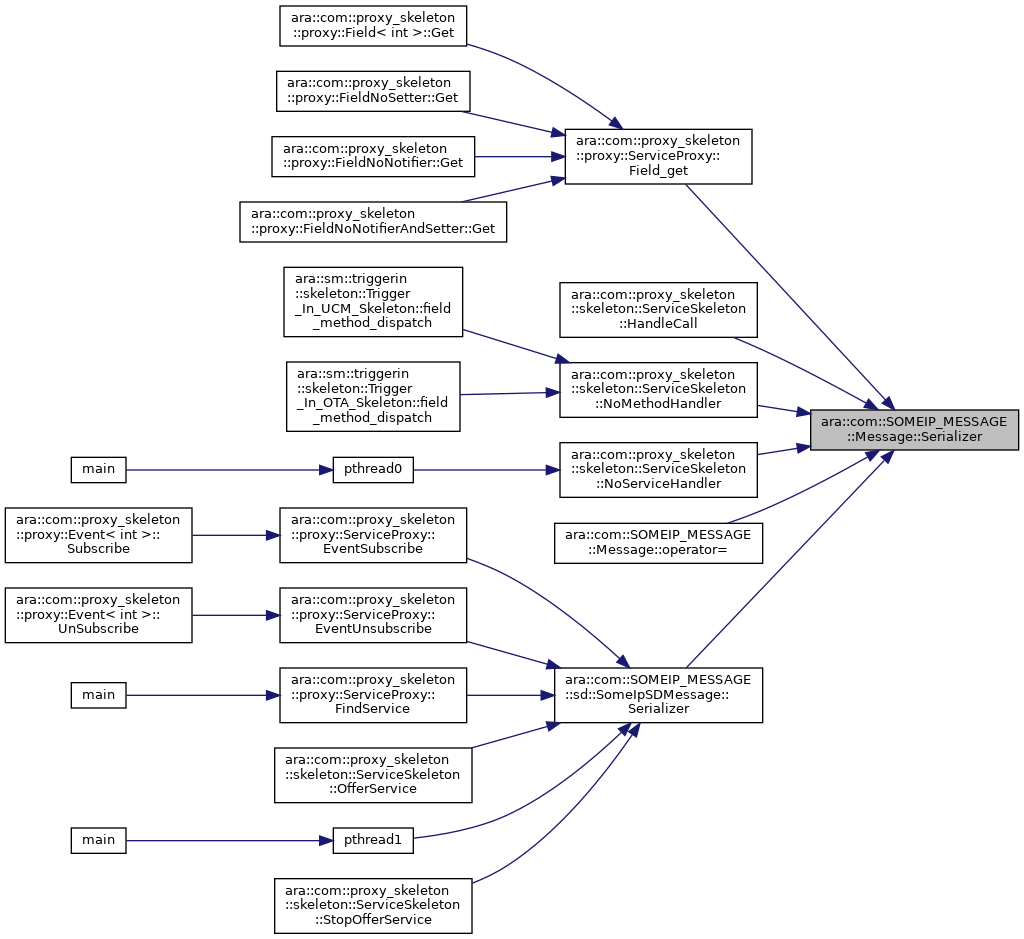 ara::com::proxy_skeleton
::proxy::Field< int >::Get
ara::com::proxy_skeleton
::proxy::FieldNoSetter::Get
ara::com::proxy_skeleton
::proxy::ServiceProxy::
Field_get
ara::com::proxy_skeleton
::proxy::FieldNoNotifier::Get
ara::com::proxy_skeleton
::proxy::FieldNoNotifierAndSetter::Get
ara::sm::triggerin
::skeleton::Trigger
_In_UCM_Skeleton::field
_method_dispatch
ara::com::proxy_skeleton
::skeleton::ServiceSkeleton
::HandleCall
ara::sm::triggerin
::skeleton::Trigger
_In_OTA_Skeleton::field
_method_dispatch
ara::com::proxy_skeleton
::skeleton::ServiceSkeleton
::NoMethodHandler
ara::com::SOMEIP_MESSAGE
::Message::Serializer
main
pthread0
ara::com::proxy_skeleton
::skeleton::ServiceSkeleton
::NoServiceHandler
ara::com::proxy_skeleton
::proxy::Event< int >::
Subscribe
ara::com::proxy_skeleton
::proxy::ServiceProxy::
EventSubscribe
ara::com::SOMEIP_MESSAGE
::Message::operator=
ara::com::proxy_skeleton
::proxy::Event< int >::
UnSubscribe
ara::com::proxy_skeleton
::proxy::ServiceProxy::
EventUnsubscribe
main
ara::com::proxy_skeleton
::proxy::ServiceProxy::
FindService
ara::com::SOMEIP_MESSAGE
::sd::SomeIpSDMessage::
Serializer
ara::com::proxy_skeleton
::skeleton::ServiceSkeleton
::OfferService
main
pthread1
ara::com::proxy_skeleton
::skeleton::ServiceSkeleton
::StopOfferService